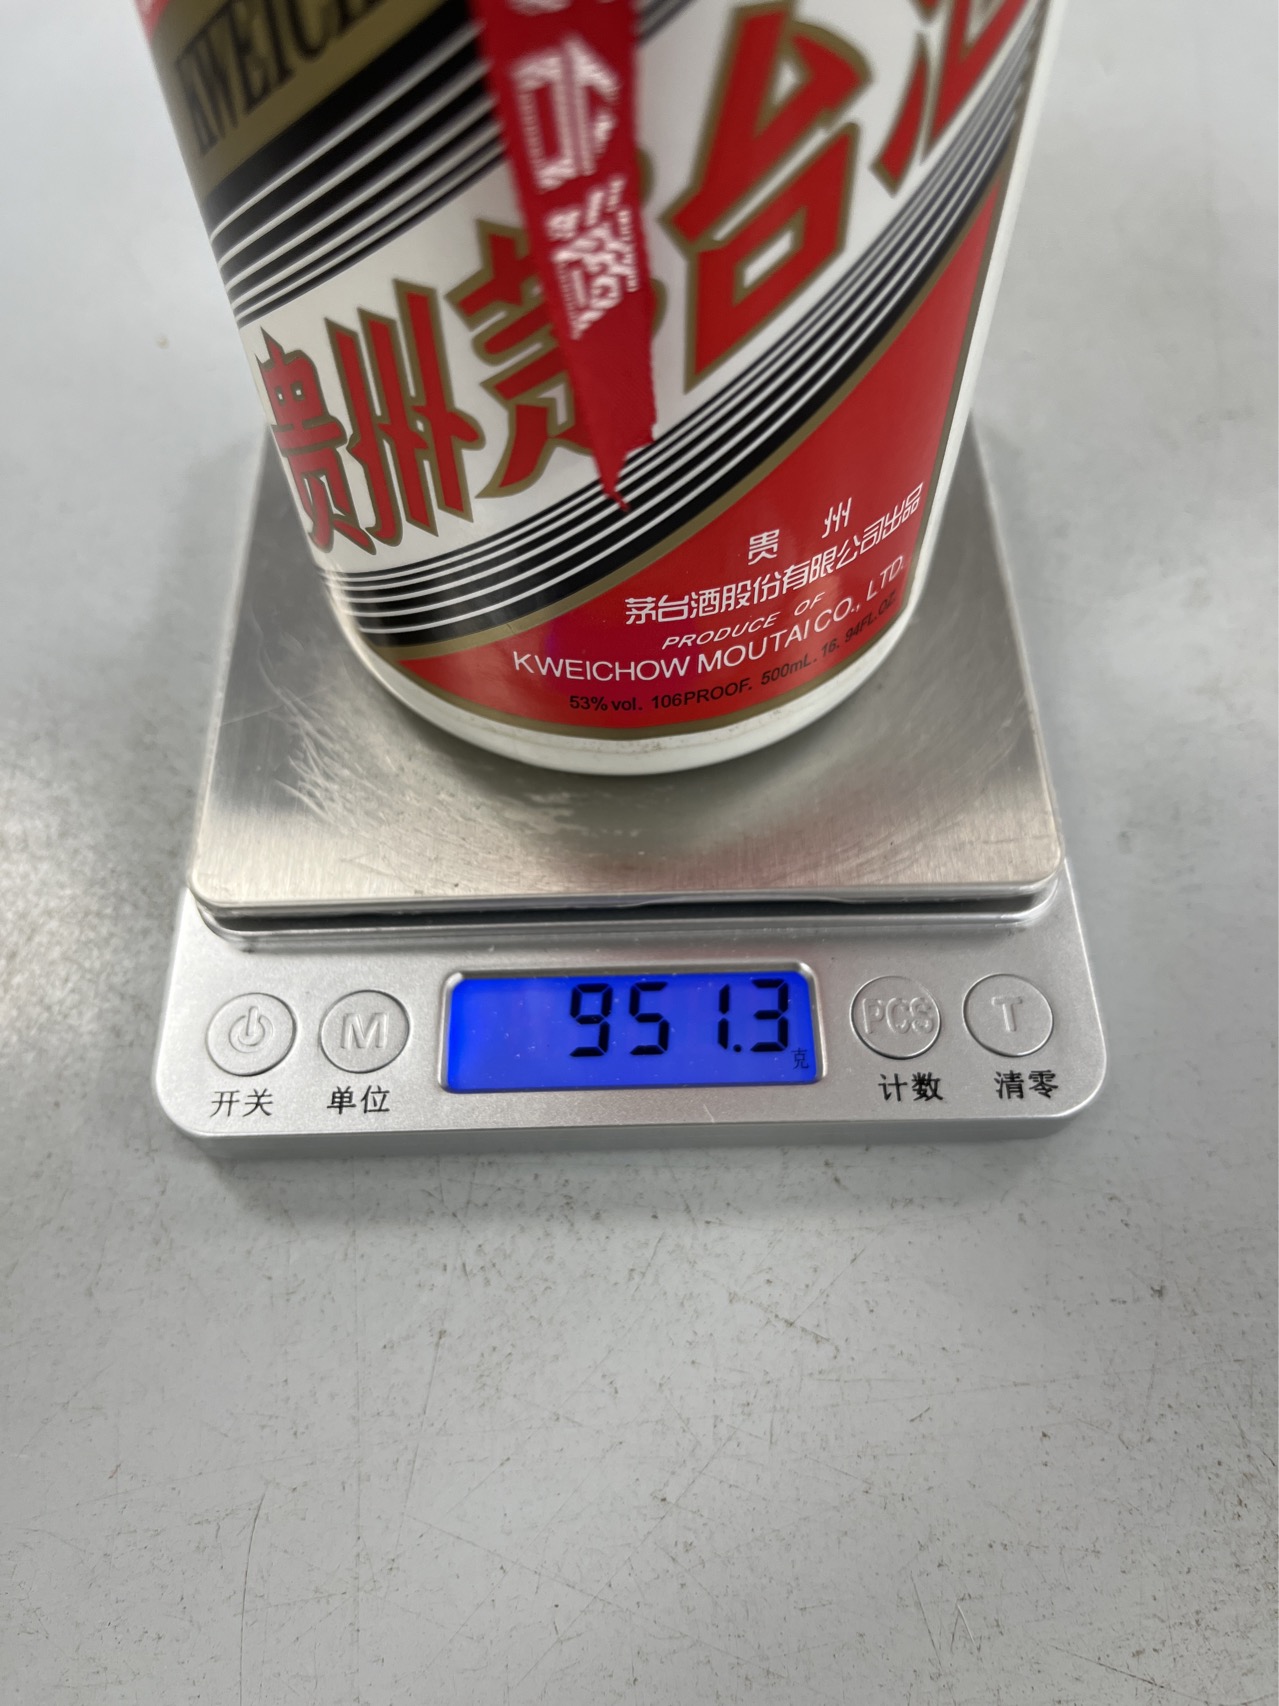 KWEICH
贵州茅台酒
贵州
茅台酒股份有限公司出品
PRODUCE OF
KWEICHOW MOUTAI CO., LTD.
53% vol. 106PROOF. 500mL. 16. 94FL.OZ.
951.3
克
M
PCS
T
开关
单位
计数
清零